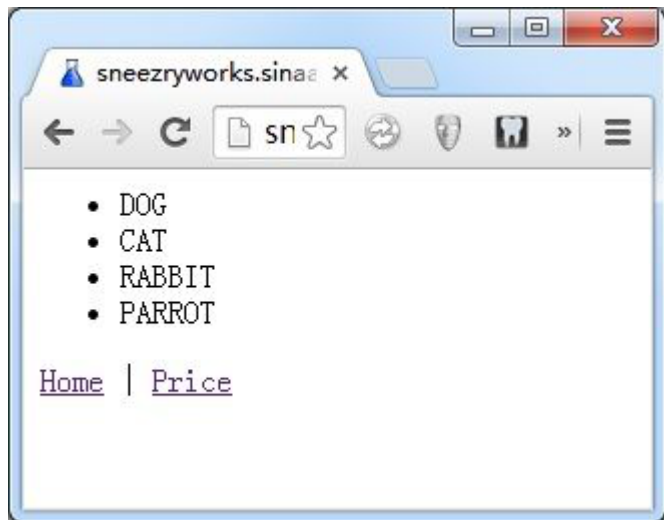 sneezryworks.sinaa
sn
DOG
CAT
RABBIT
PARROT
Home | Price